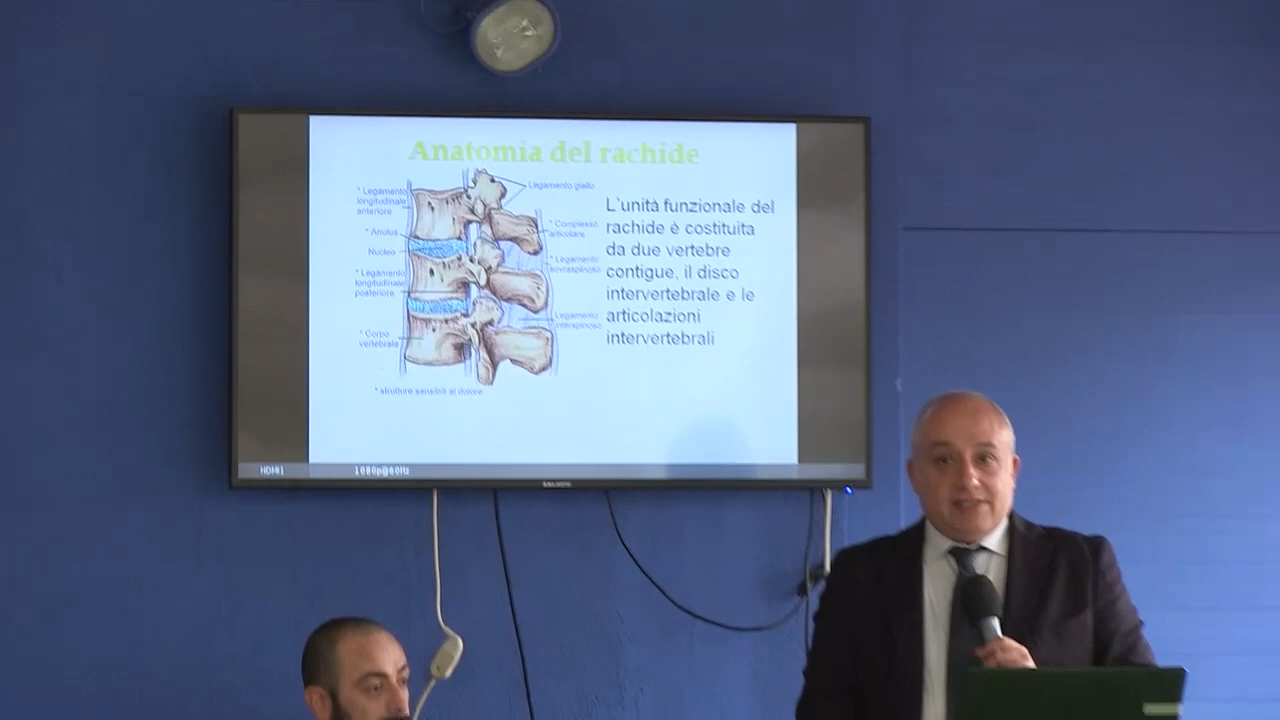 Anatomia del rachide
* Legamento
longitudinale
anteriore
* Anulus
Nucleo
* Legamento
longitudinale
posteriore
* Corpo
vertebrale
* strutture sensibili al dolore
Legamento giallo
* Complesso
articolare
* Legamento
sovraspinoso
Legamento
interspinoso
L'unità funzionale del
rachide è costituita
da due vertebre
contigue, il disco
intervertebrale e le
articolazioni
intervertebrali
HDMI1
1080p@60Hz